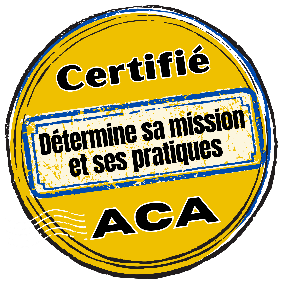 Certifié
Détermine sa mission
et ses pratiques
ACA